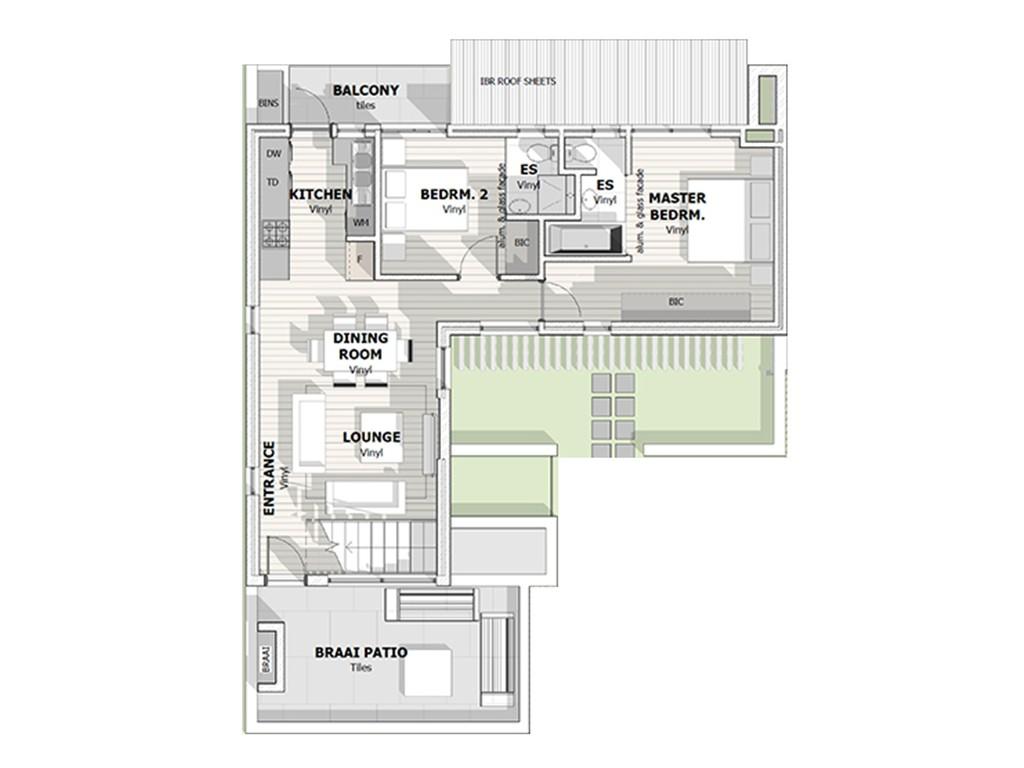 IBR ROOF SHEETS
BALCONY
tiles
BINS
DW
TD
KITCHEN
Vinyl
WM
F
BEDRM. 2
Vinyl
alum. & glass facade
ES
Vinyl
BIC
ES
Vinyl
alum. & glass facade
MASTER
BEDRM.
Vinyl
BIC
DINING
ROOM
Vinyl
LOUNGE
Vinyl
ENTRANCE
Vinyl
BRAAI
BRAAI PATIO
Tiles